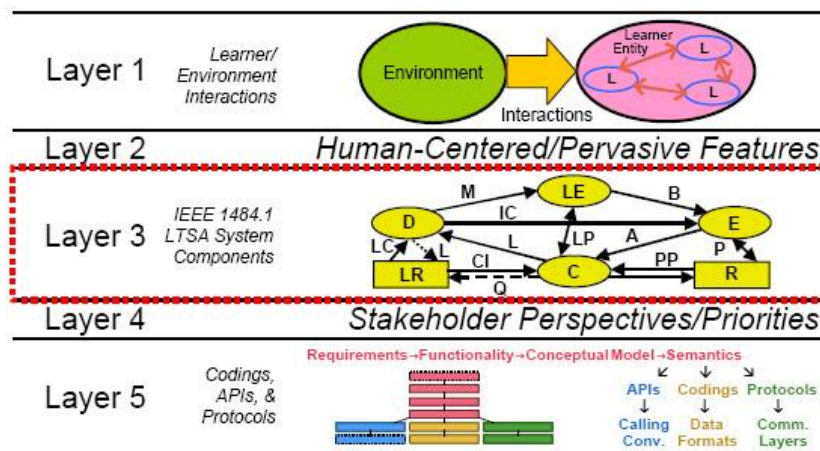 Layer 1
Learner/
Environment
Interactions
Environment
Interactions
Learner
Entity
L
L
L
Layer 2
Human-Centered/Pervasive Features
Layer 3
IEEE 1484.1
LTSA System
Components
M
LE
B
D
IC
E
LC
L
L
LP
A
P
LR
CI
C
PP
R
Q
Layer 4
Stakeholder Perspectives/Priorities
Layer 5
Codings,
APIs, &
Protocols
Requirements→Functionality→Conceptual Model→Semantics
APIs Codings Protocols
Calling Data Comm.
Conv. Formats Layers